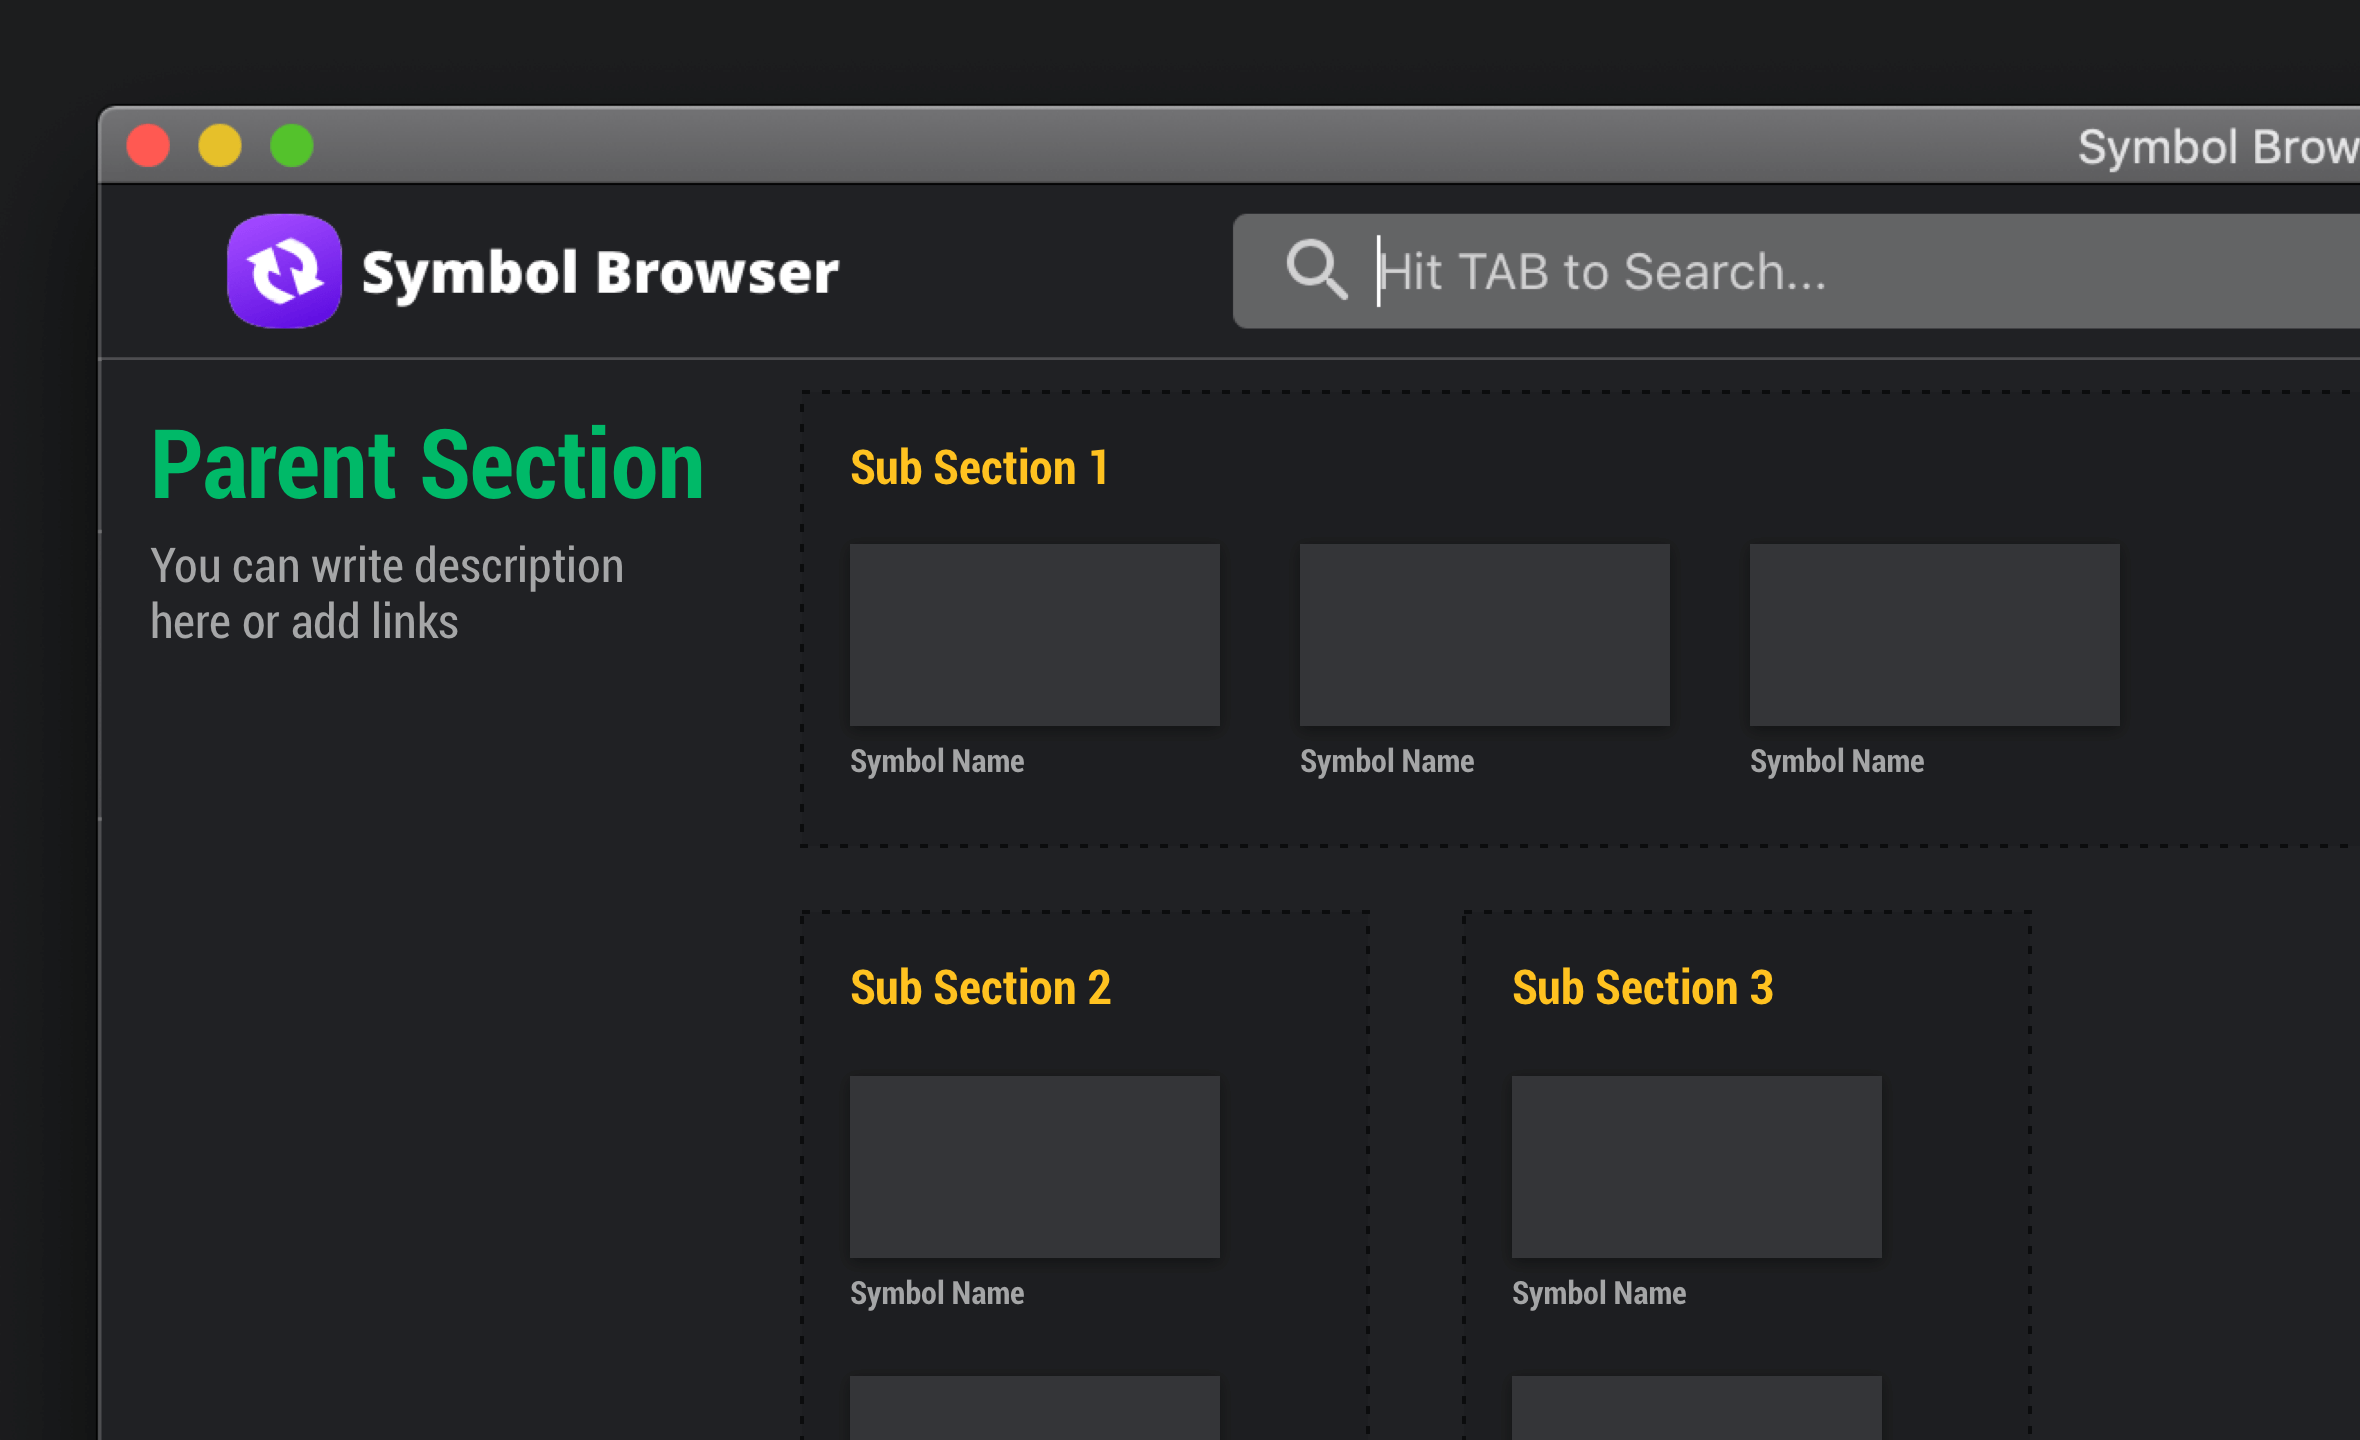 Symbol Brow
Symbol Browser
Hit TAB to Search...
Parent Section
You can write description
here or add links
Sub Section 1
Symbol Name
Symbol Name
Symbol Name
Sub Section 2
Symbol Name
Sub Section 3
Symbol Name